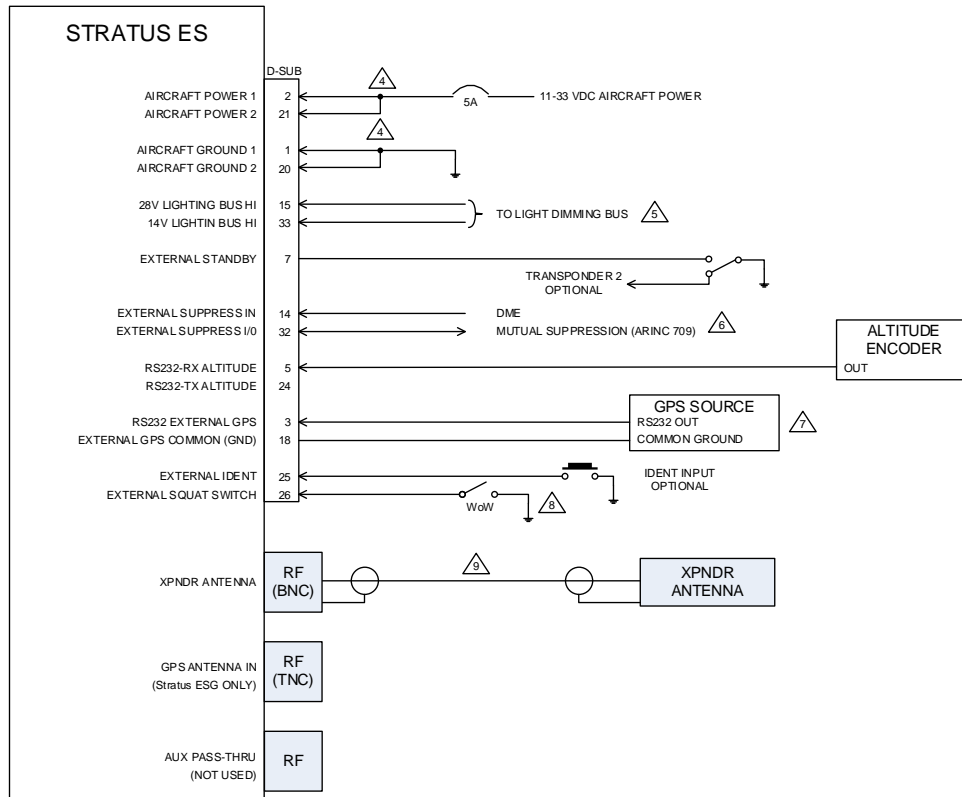 STRATUS ES
D-SUB
AIRCRAFT POWER 1 2 4 5A 11-33 VDC AIRCRAFT POWER
AIRCRAFT POWER 2 21
AIRCRAFT GROUND 1 1 4
AIRCRAFT GROUND 2 20
28V LIGHTING BUS HI 15
TO LIGHT DIMMING BUS 5
14V LIGHTIN BUS HI 33
EXTERNAL STANDBY 7
TRANSPONDER 2
OPTIONAL
EXTERNAL SUPPRESS IN 14 DME
EXTERNAL SUPPRESS I/0 32 MUTUAL SUPPRESSION (ARINC 709) 6
ALTITUDE
ENCODER
OUT
RS232-RX ALTITUDE 5
RS232-TX ALTITUDE 24
GPS SOURCE
RS232 EXTERNAL GPS 3 RS232 OUT
7
EXTERNAL GPS COMMON (GND) 18 COMMON GROUND
EXTERNAL IDENT 25 IDENT INPUT
OPTIONAL
EXTERNAL SQUAT SWITCH 26 WoW 8
XPNDR ANTENNA RF
(BNC)
9
XPNDR
ANTENNA
GPS ANTENNA IN
(Stratus ESG ONLY)
RF
(TNC)
AUX PASS-THRU
(NOT USED)
RF